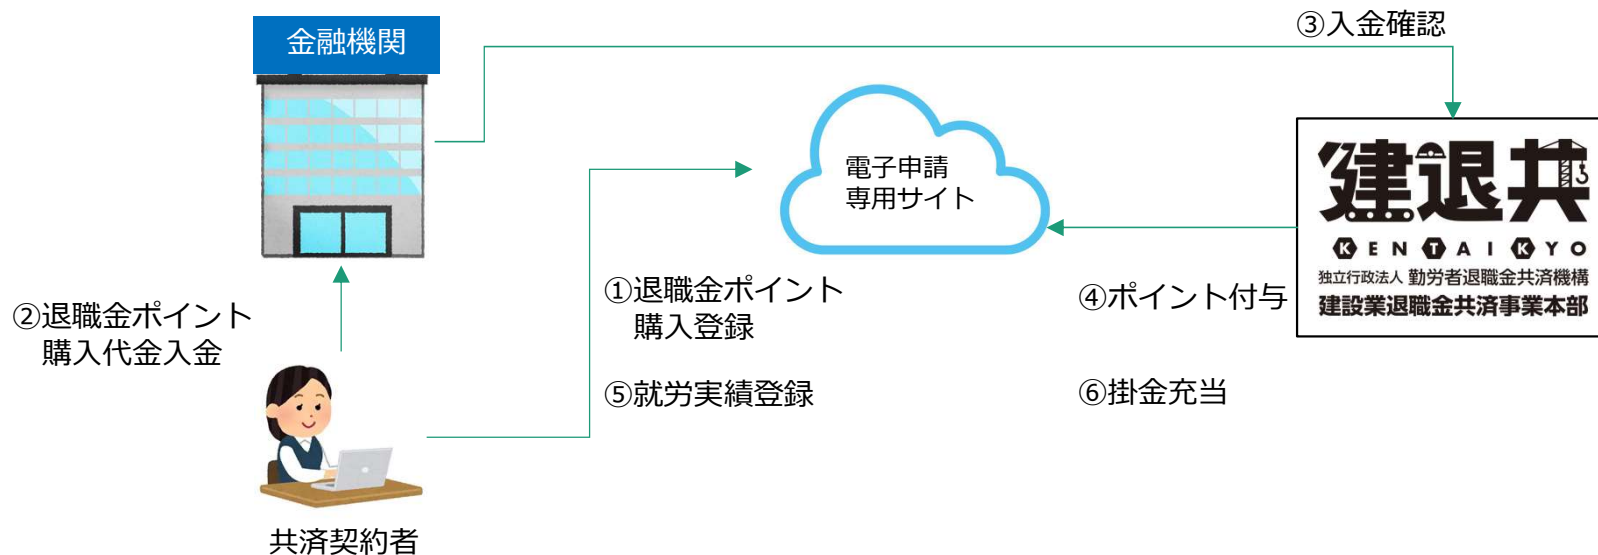 金融機関
③入金確認
電子申請
専用サイト
建退共
KENTAIKYO
独立行政法人 勤労者退職金共済機構
建設業退職金共済事業本部
①退職金ポイント
購入登録
④ポイント付与
②退職金ポイント
購入代金入金
⑤就労実績登録
⑥掛金充当
共済契約者